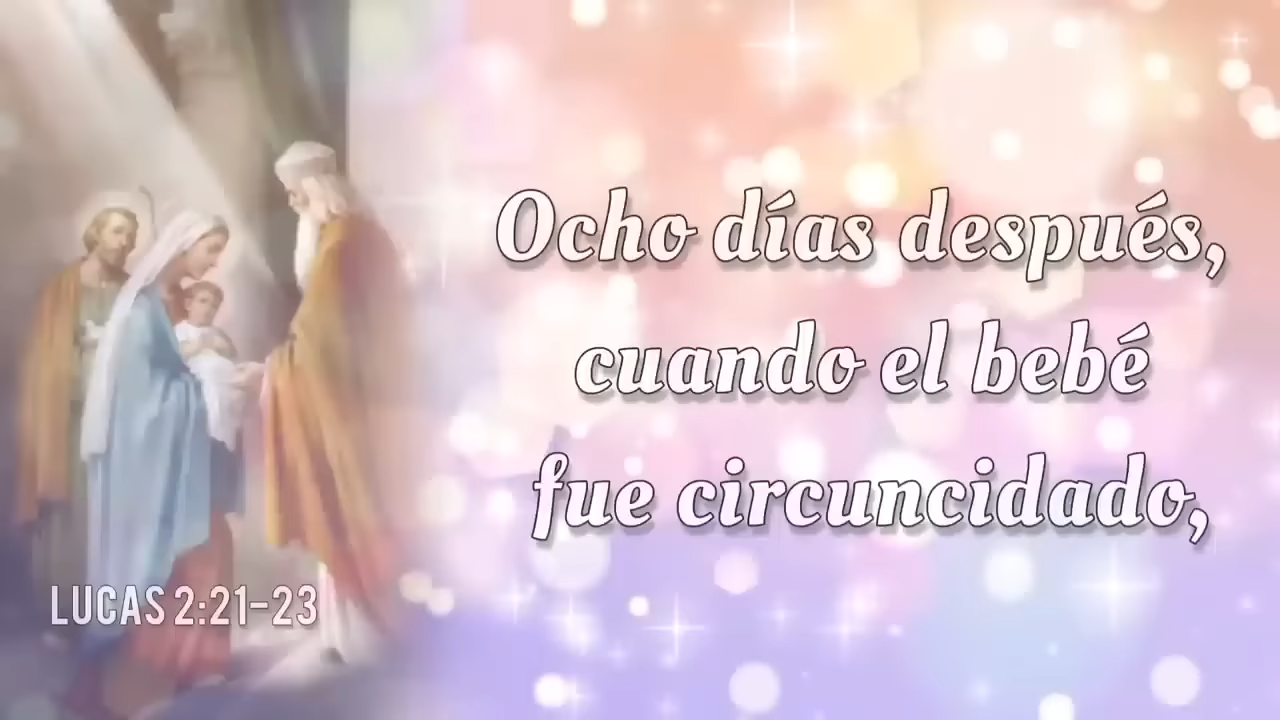 Ocho días después,
cuando el bebé
fue circuncidado,
LUCAS 2:21-23